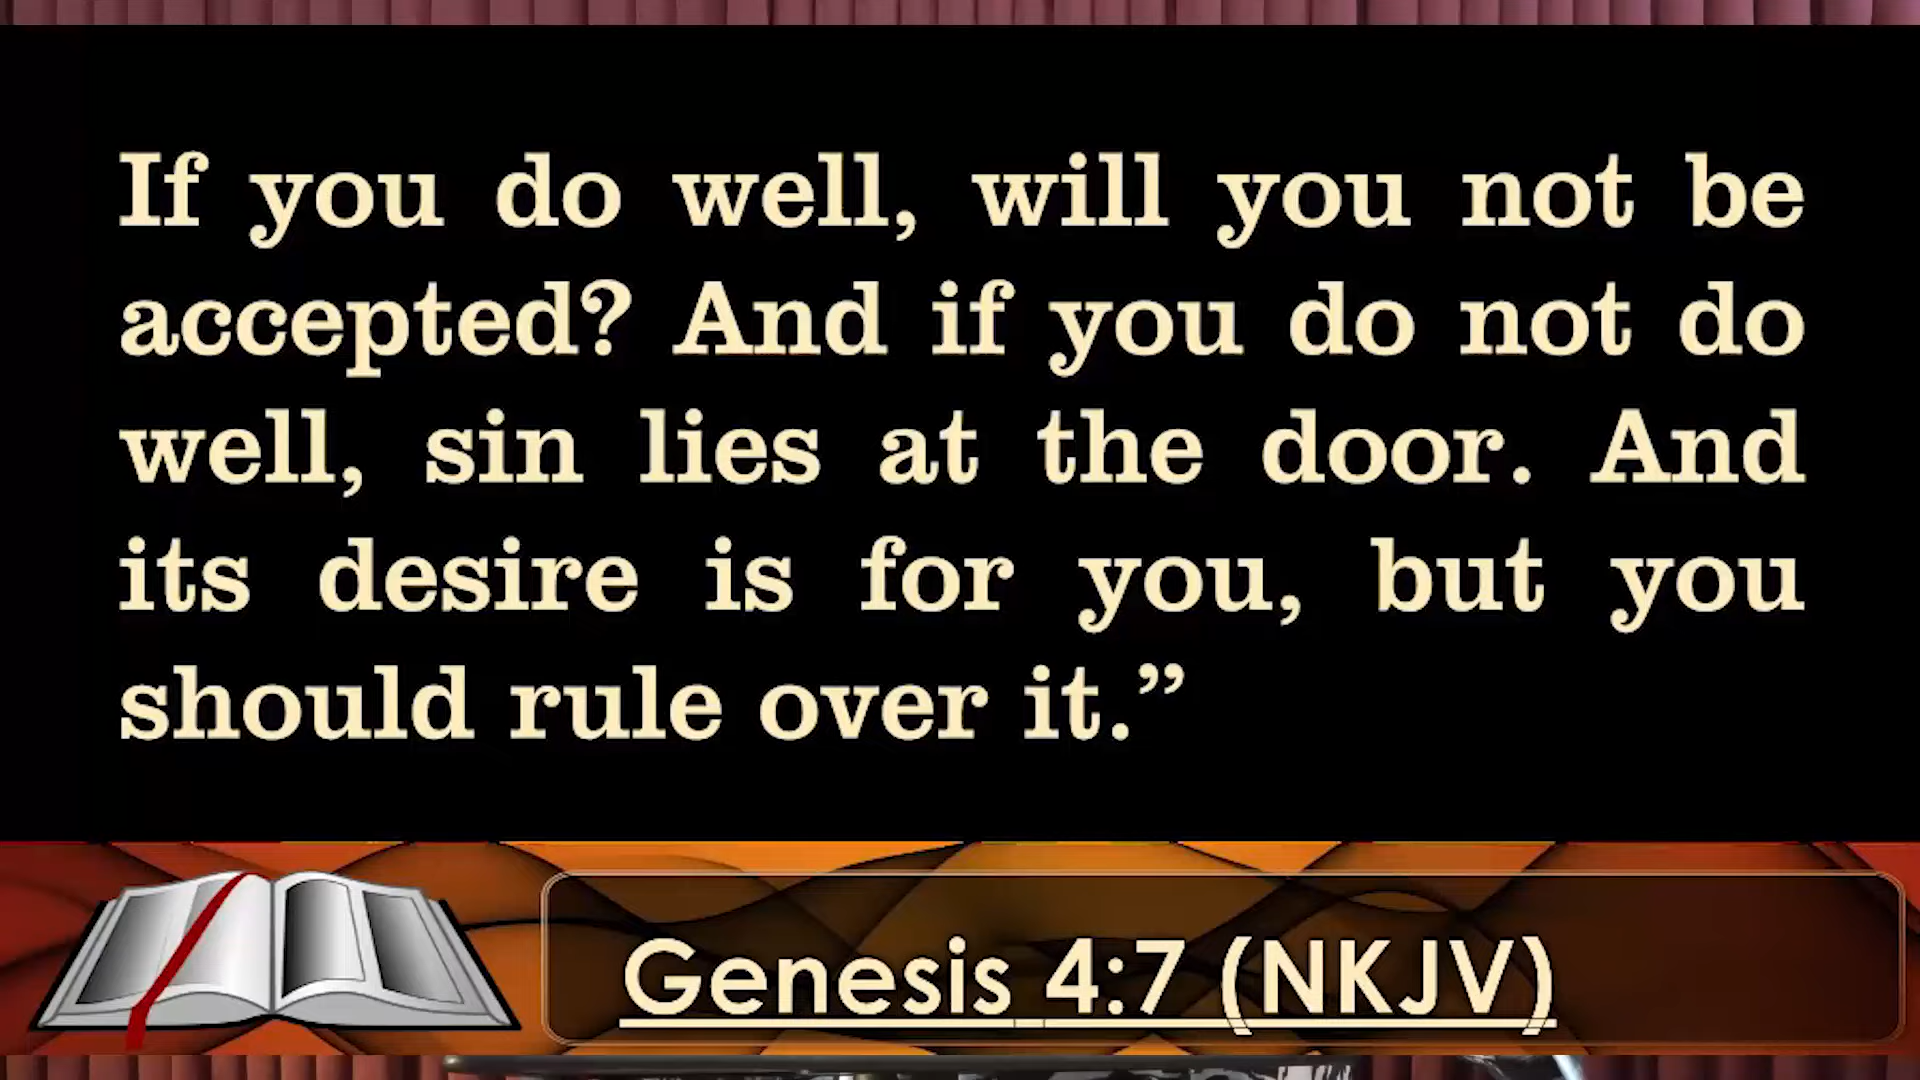 If you do well, will you not be
accepted? And if you do not do
well, sin lies at the door. And
its desire is for you, but you
should rule over it.”
Genesis 4:7 (NKJV)